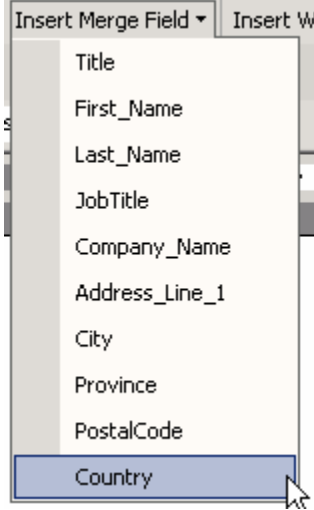 Insert Merge Field Insert W
Title
First_Name
Last_Name
JobTitle
Company_Name
Address_Line_1
City
Province
PostalCode
Country